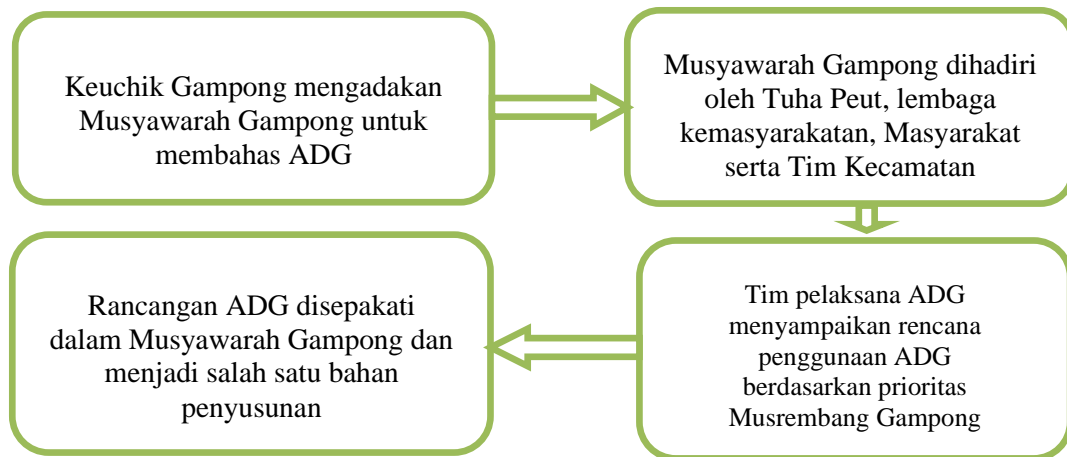 Keuchik Gampong mengadakan
Musyawarah Gampong untuk
membahas ADG
Musyawarah Gampong dihadiri
oleh Tuha Peut, lembaga
kemasyarakatan, Masyarakat
serta Tim Kecamatan
Tim pelaksana ADG
menyampaikan rencana
penggunaan ADG
berdasarkan prioritas
Musrembang Gampong
Rancangan ADG disepakati
dalam Musyawarah Gampong dan
menjadi salah satu bahan
penyusunan